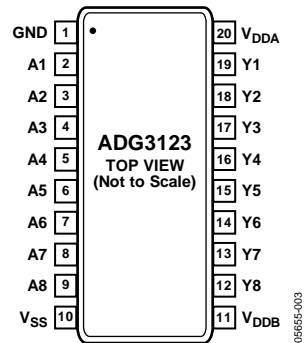 GND 1 20 VDDA
A1 2 19 Y1
A2 3 18 Y2
A3 4 17 Y3
ADG3123
A4 5 16 Y4
TOP VIEW
(Not to Scale)
A5 6 15 Y5
A6 7 14 Y6
A7 8 13 Y7
A8 9 12 Y8
VSS 10 11 VDDB
05655-003